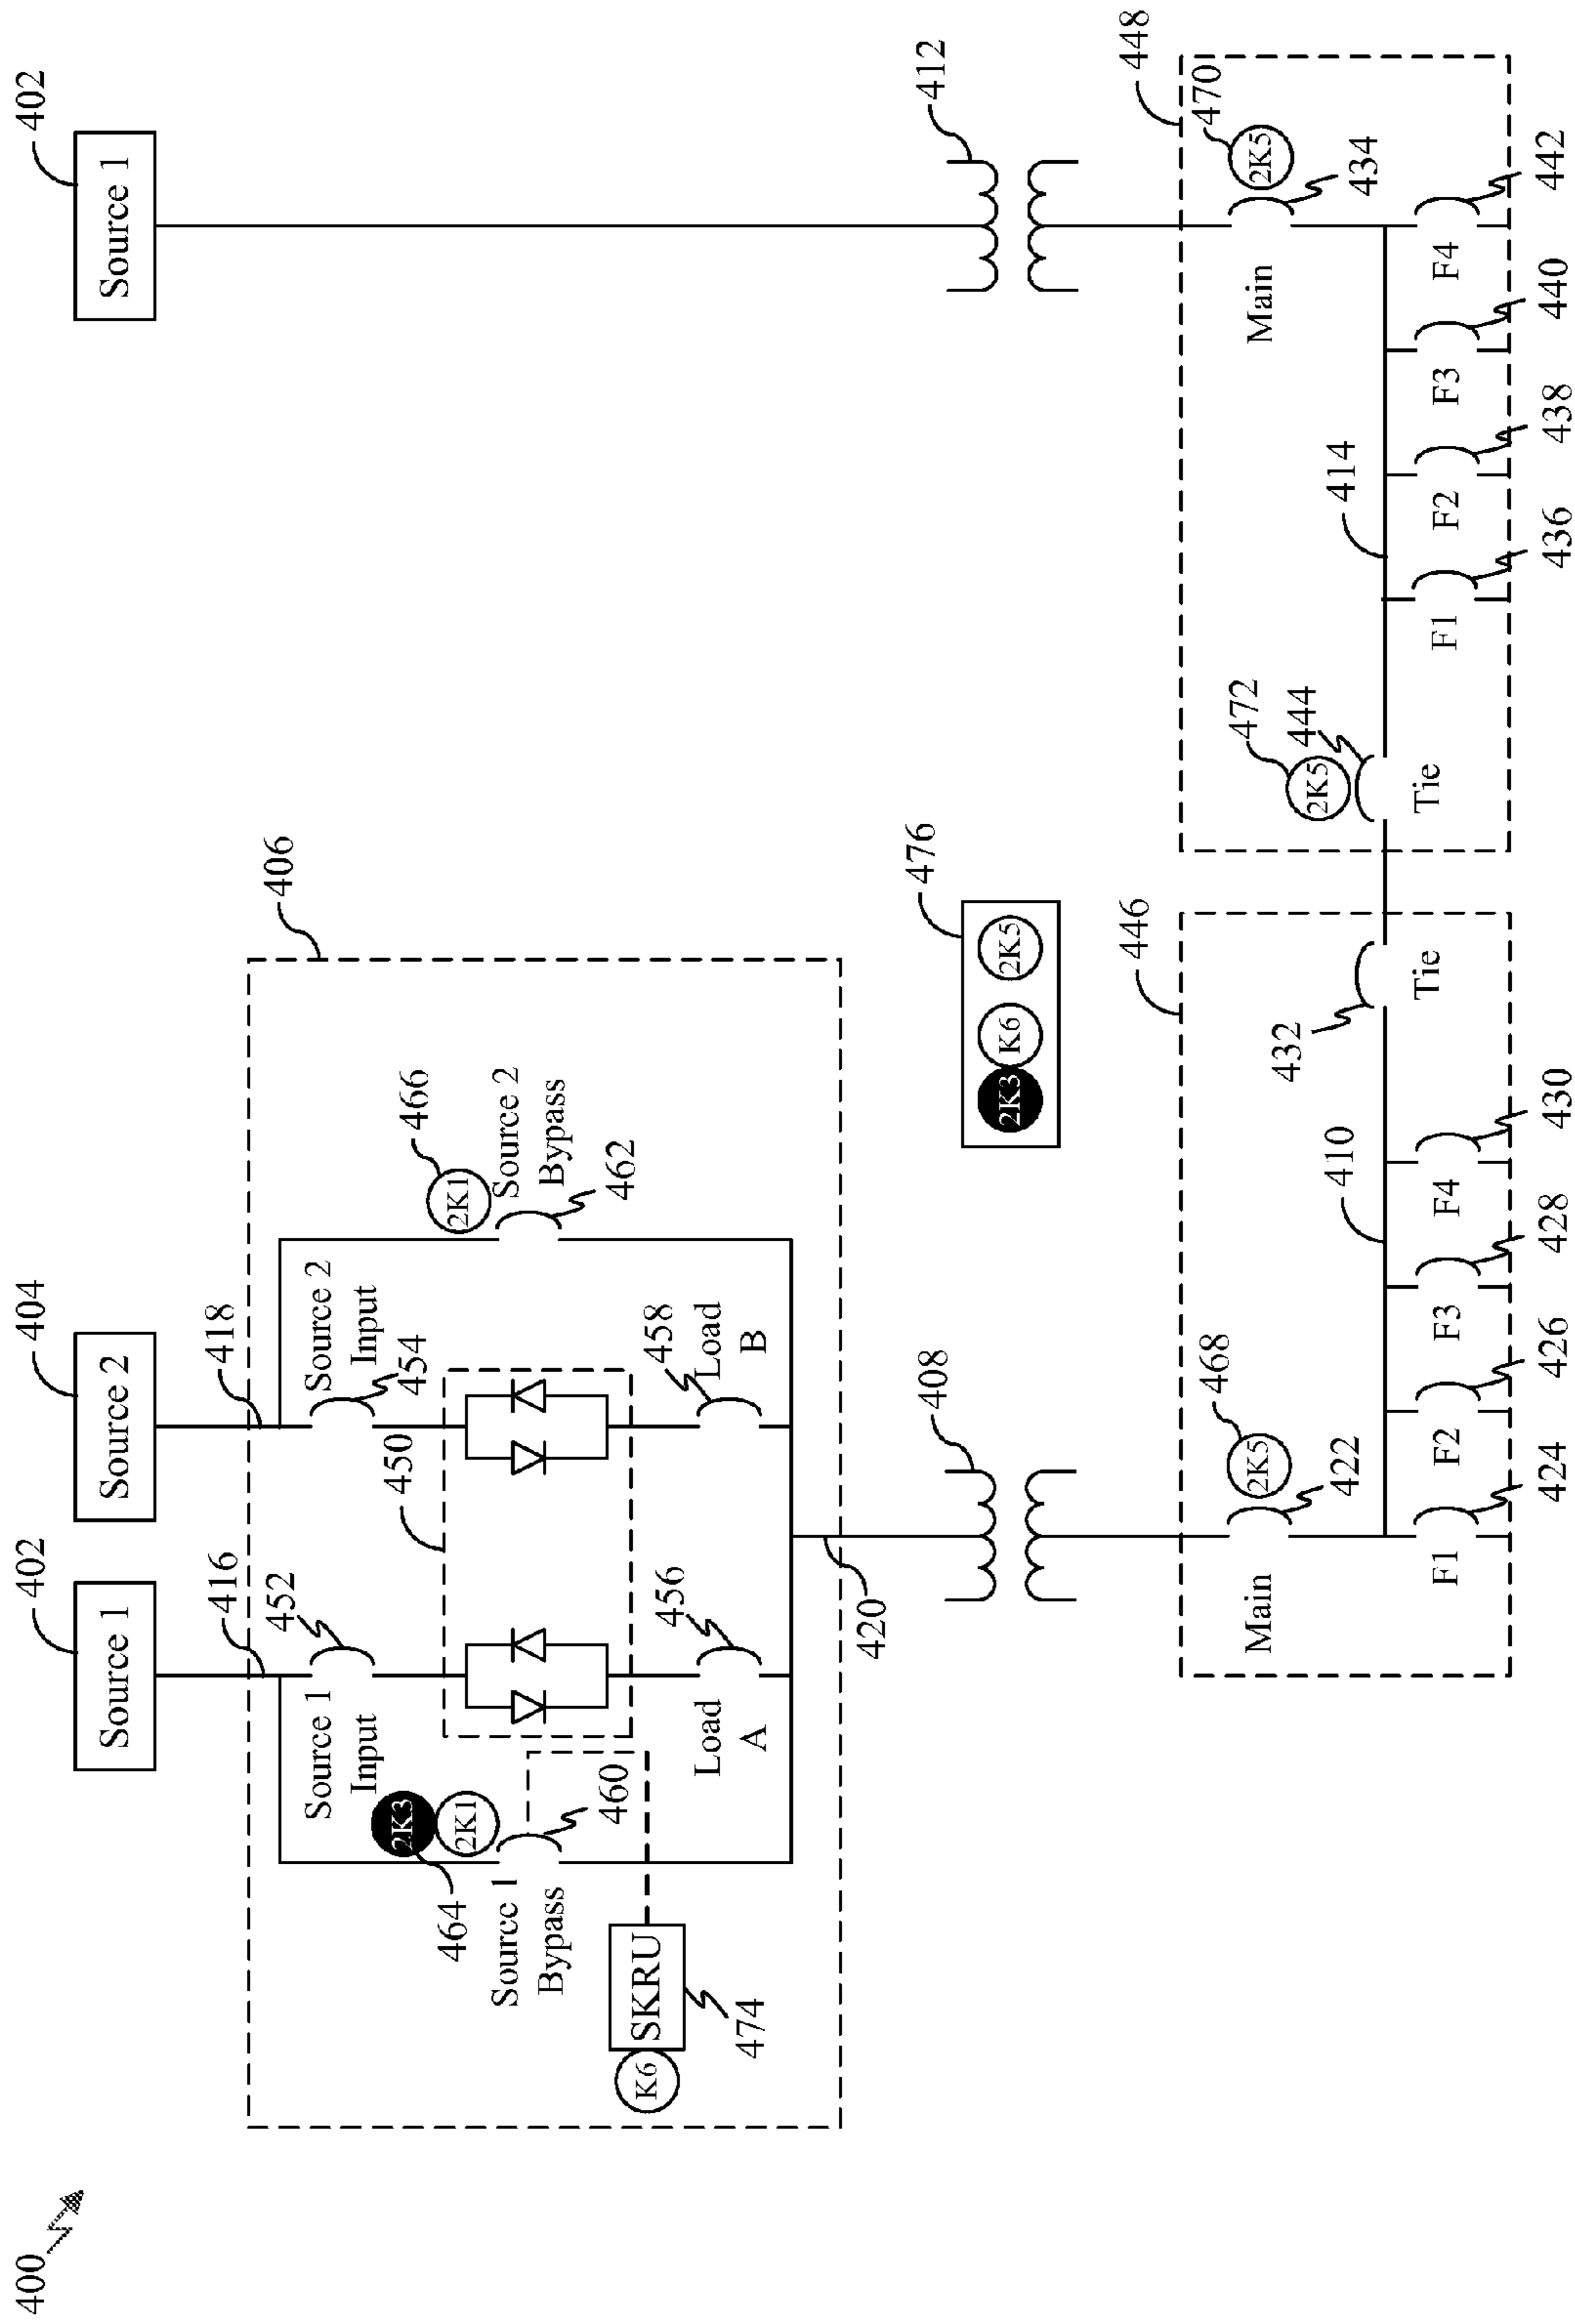 400
402
Source 1
404
Source 2
402
Source 1
416
418
406
452
Source 1
Input
Source 2
Input
454
450
464
2K3
2K1
466
2K1
Source 1
Bypass
460
Source 2
Bypass
462
K6
SKRU
474
456
Load
A
458
Load
B
420
408
412
476
2K3
K6
2K5
446
448
Main
468
2K5
422
472
2K5
444
470
2K5
434
Main
432
Tie
Tie
410
414
F1
F2
F3
F4
F1
F2
F3
F4
424
426
428
430
436
438
440
442